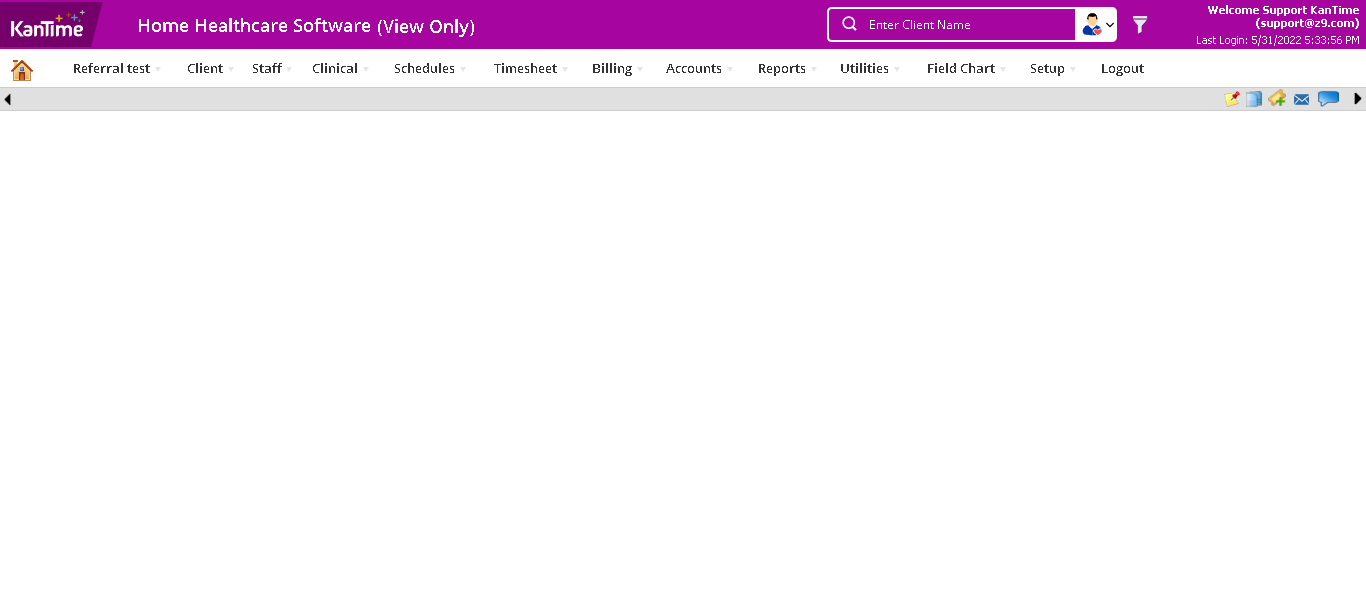 KanTime
Home Healthcare Software (View Only)
Enter Client Name
Welcome Support KanTime
(support@z9.com)
Last Login: 5/31/2022 5:33:56 PM
Referral test Client Staff Clinical Schedules Timesheet Billing Accounts Reports Utilities Field Chart Setup Logout